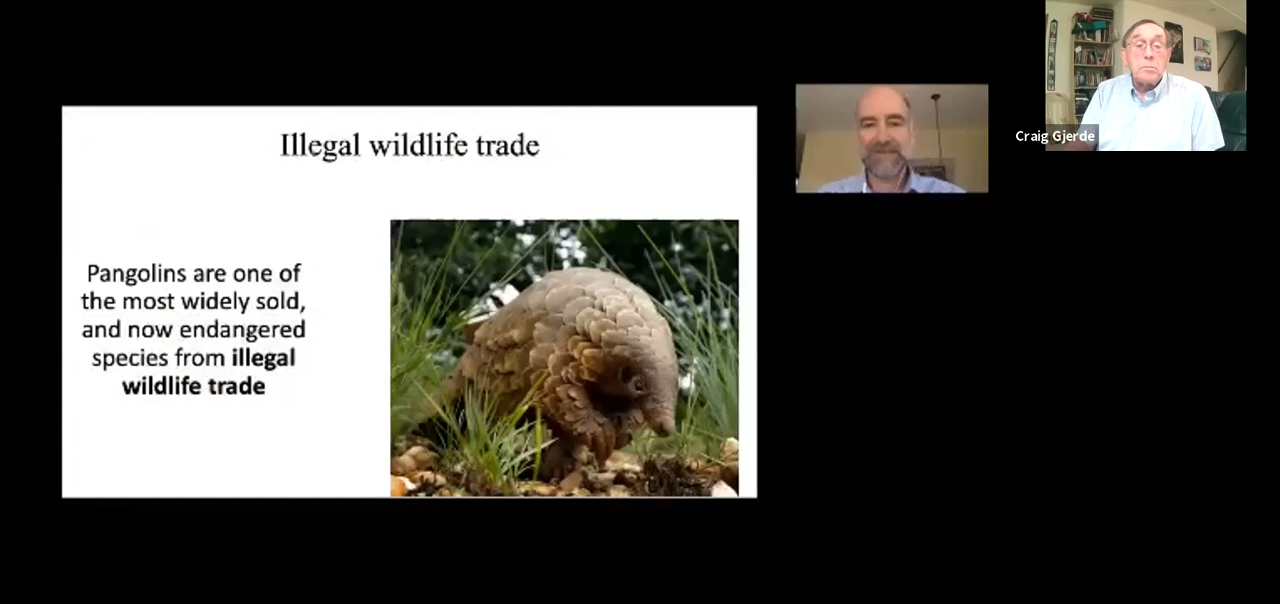 Illegal wildlife trade
Pangolins are one of
the most widely sold,
and now endangered
species from illegal
wildlife trade
Craig Gjerde